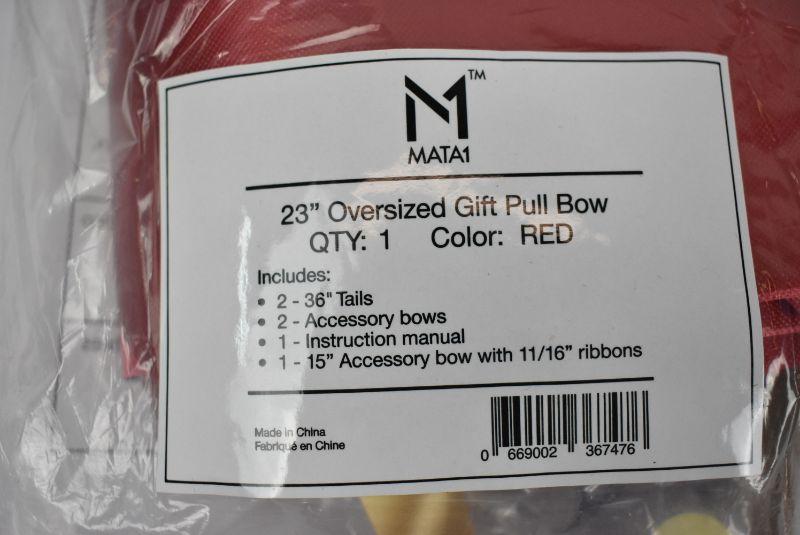 M™
MATA1
23” Oversized Gift Pull Bow
QTY: 1 Color: RED
Includes:
• 2 - 36" Tails
• 2 - Accessory bows
• 1 - Instruction manual
• 1 - 15” Accessory bow with 11/16” ribbons
Made in China
Fabriqué en Chine
0 669002 367476